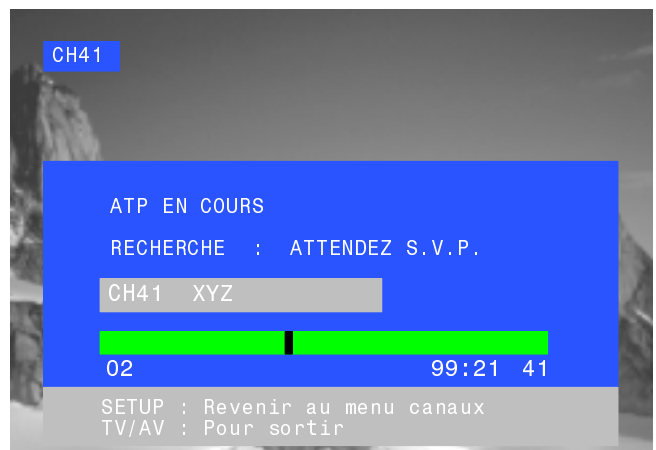 CH41
ATP EN COURS
RECHERCHE : ATTENDEZ S.V.P.
CH41 XYZ
02 99:21 41
SETUP : Revenir au menu canaux
TV/AV : Pour sortir